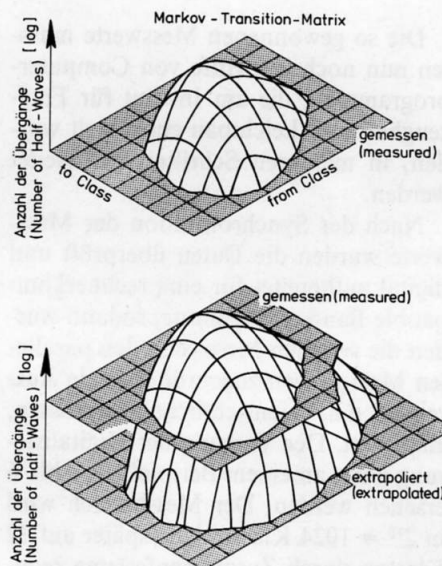 Markov - Transition - Matrix
Anzahl der Übergänge [log]
(Number of Half - Waves)
to Class
from Class
gemessen
(measured)
gemessen (measured)
Anzahl der Übergänge [log]
(Number of Half - Waves)
extrapoliert
(extrapolated)